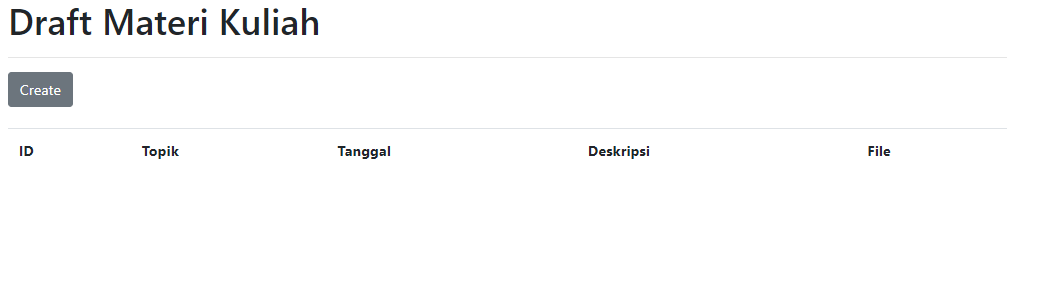 Draft Materi Kuliah
Create
ID Topik Tanggal Deskripsi File